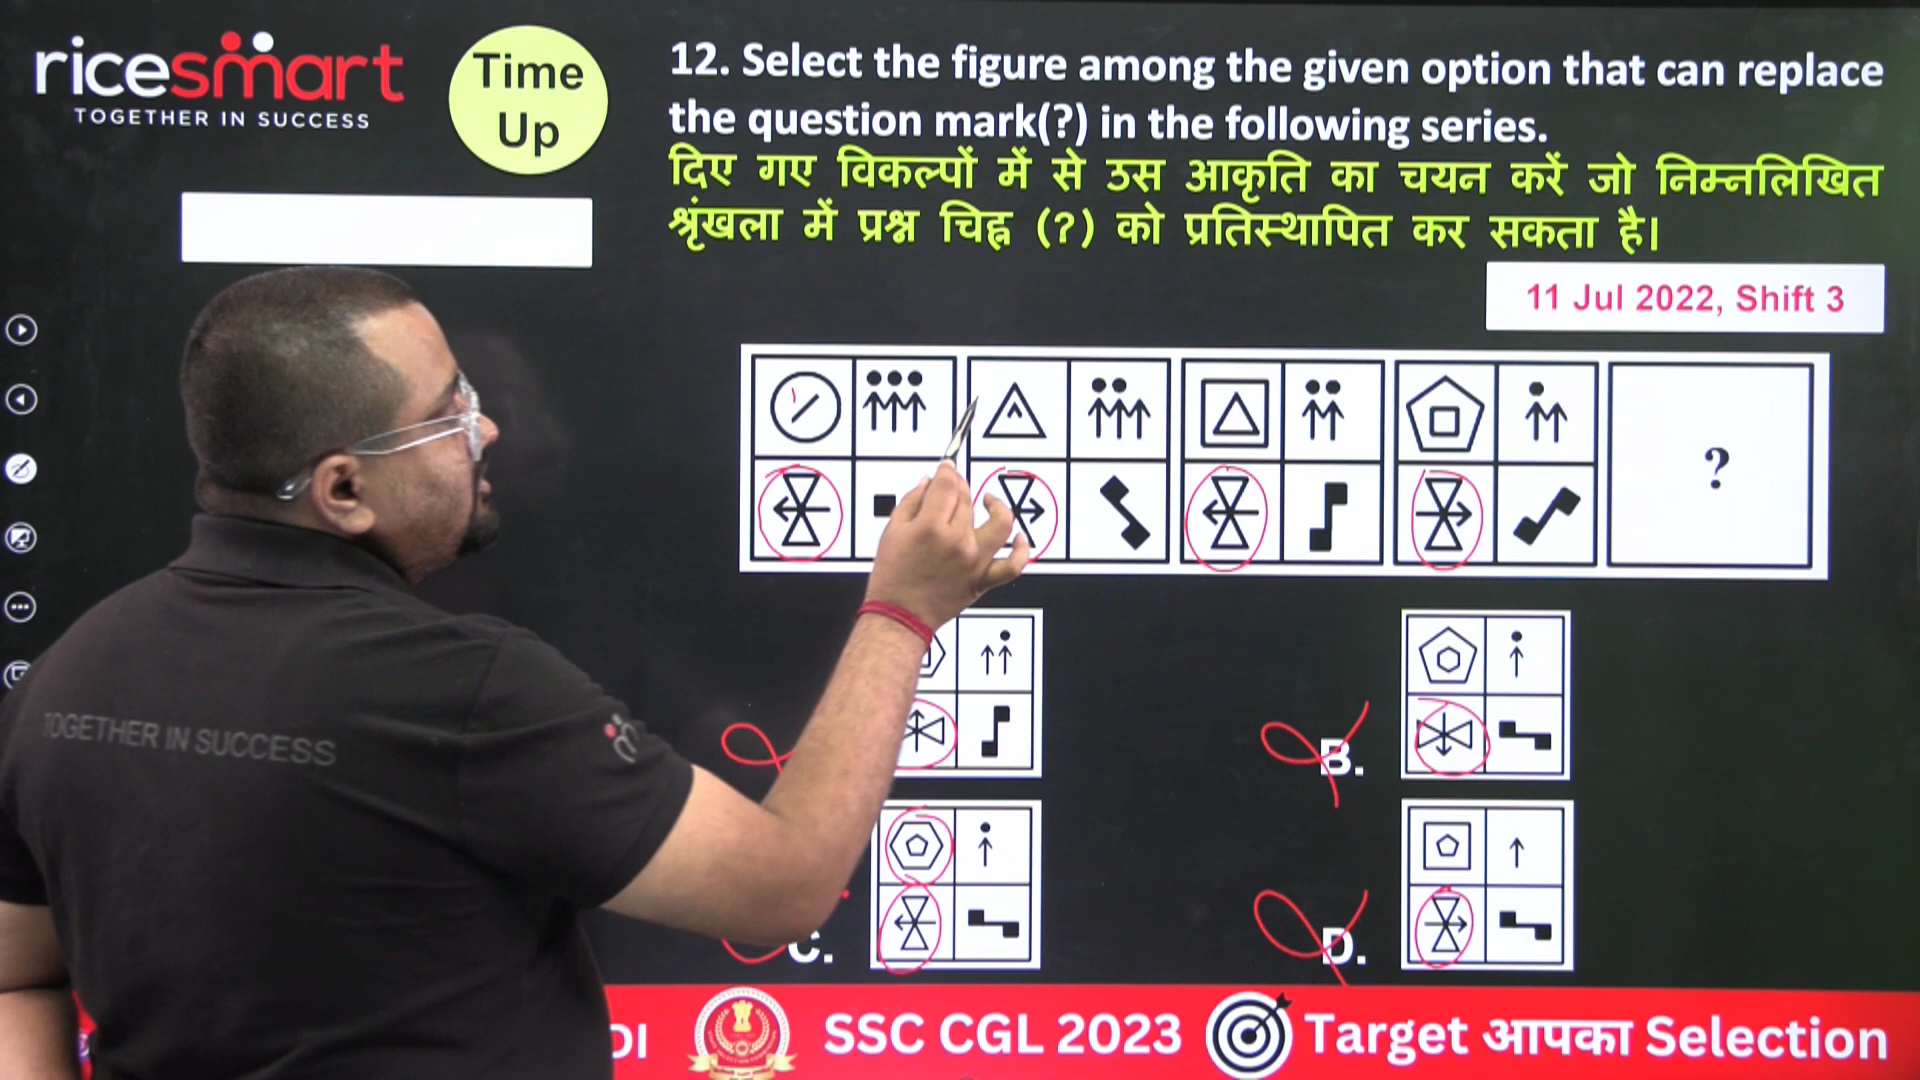 ricesmart
TOGETHER IN SUCCESS
Time
Up
12. Select the figure among the given option that can replace
the question mark(?) in the following series.
दिए गए विकल्पों में से उस आकृति का चयन करें जो निम्नलिखित
श्रृंखला में प्रश्न चिह्न (?) को प्रतिस्थापित कर सकता है।
11 Jul 2022, Shift 3
?
B.
C.
D.
TOGETHER IN SUCCESS
SSC CGL 2023
Target आपका Selection